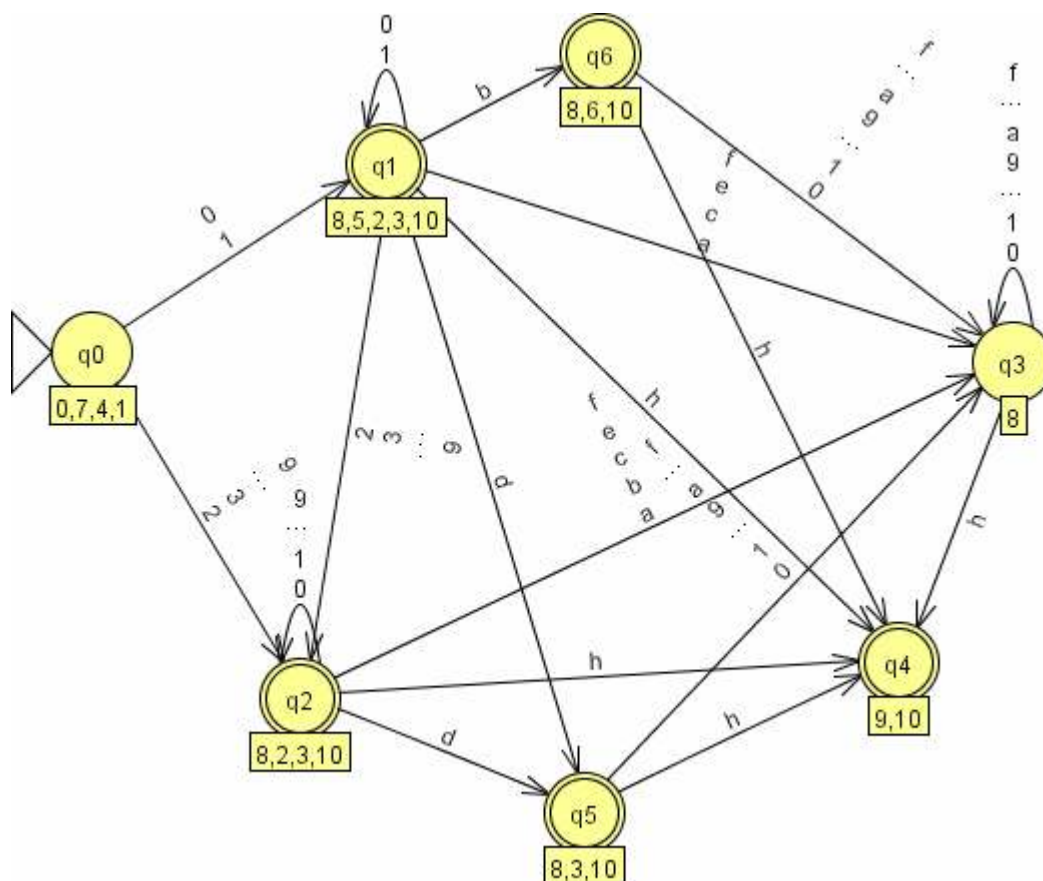 0
1
q6
8,6,10
b
f
...
a
9
...
1
0
f
...
a
9
...
1
0
q1
8,5,2,3,10
0
1
f
e
c
a
q0
0,7,4,1
q3
8
h
h
h
2
3
...
9
d
2
3
...
9
9
...
1
0
f
e
c
b
a
f
...
a
9
...
1
0
h
q2
8,2,3,10
h
q4
9,10
d
h
q5
8,3,10